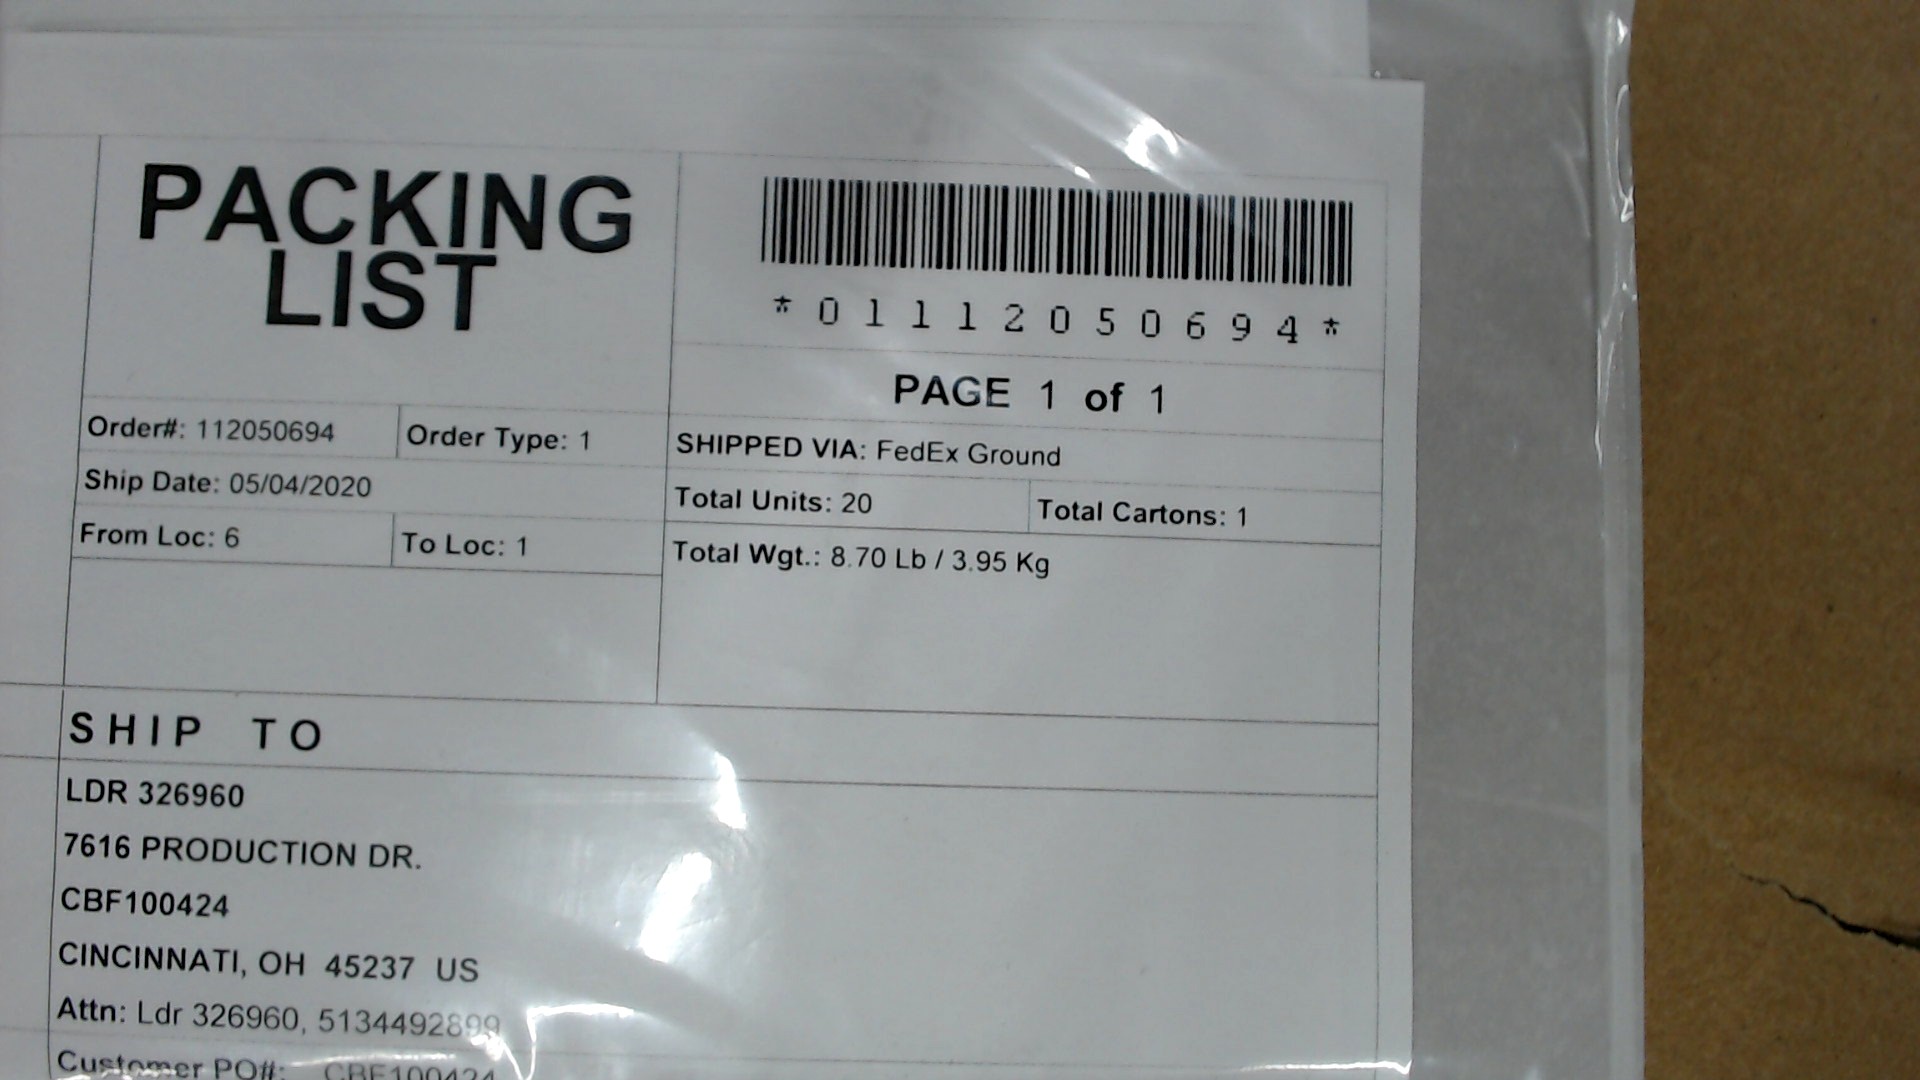 PACKING
LIST
*01112050694*
PAGE 1 of 1
Order#: 112050694
Order Type: 1
SHIPPED VIA: FedEx Ground
Ship Date: 05/04/2020
Total Units: 20
Total Cartons: 1
From Loc: 6
To Loc: 1
Total Wgt.: 8.70 Lb / 3.95 Kg
SHIP TO
LDR 326960
7616 PRODUCTION DR.
CBF100424
CINCINNATI, OH 45237 US
Attn: Ldr 326960, 5134492899
Customer PO#: CBF100424